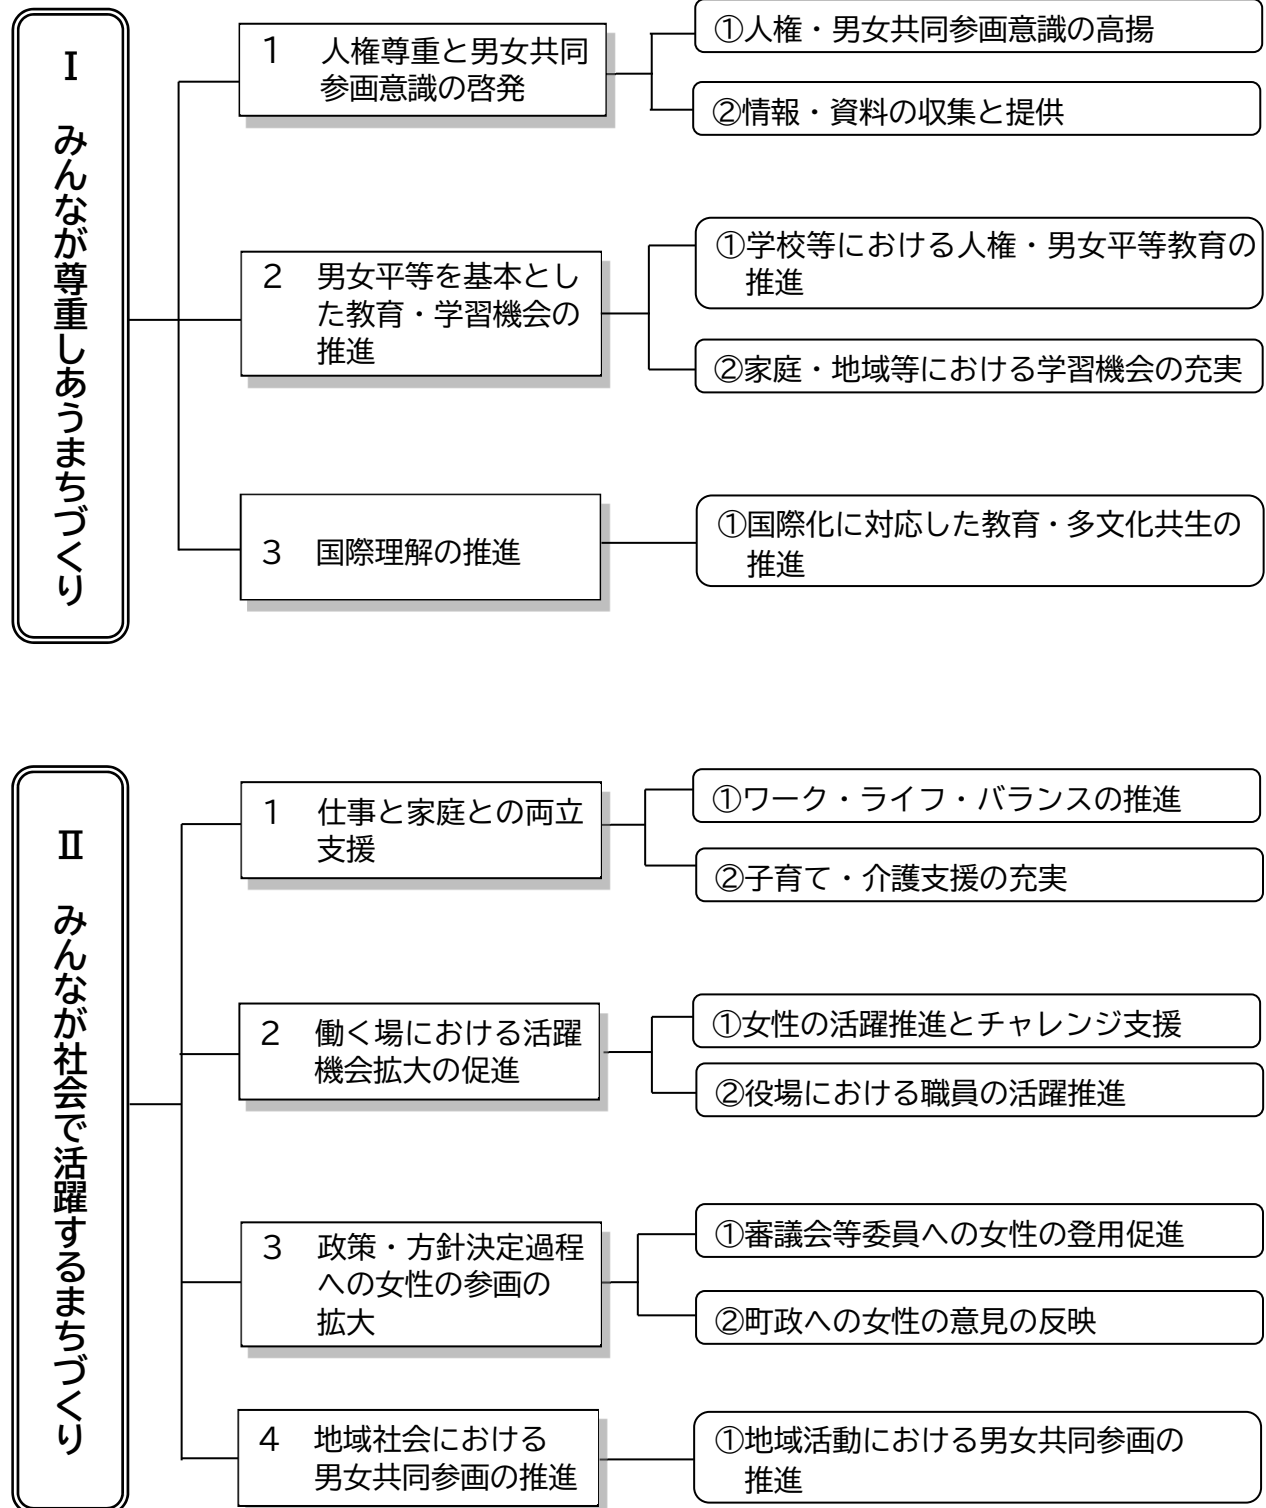 Ⅰ　みんなが尊重しあうまちづくり
1　人権尊重と男女共同
参画意識の啓発
①人権・男女共同参画意識の高揚
②情報・資料の収集と提供
2　男女平等を基本とし
た教育・学習機会の
推進
①学校等における人権・男女平等教育の
推進
②家庭・地域等における学習機会の充実
3　国際理解の推進
①国際化に対応した教育・多文化共生の
推進
Ⅱ　みんなが社会で活躍するまちづくり
1　仕事と家庭との両立
支援
①ワーク・ライフ・バランスの推進
②子育て・介護支援の充実
2　働く場における活躍
機会拡大の促進
①女性の活躍推進とチャレンジ支援
②役場における職員の活躍推進
3　政策・方針決定過程
への女性の参画の
拡大
①審議会等委員への女性の登用促進
②町政への女性の意見の反映
4　地域社会における
男女共同参画の推進
①地域活動における男女共同参画の
推進